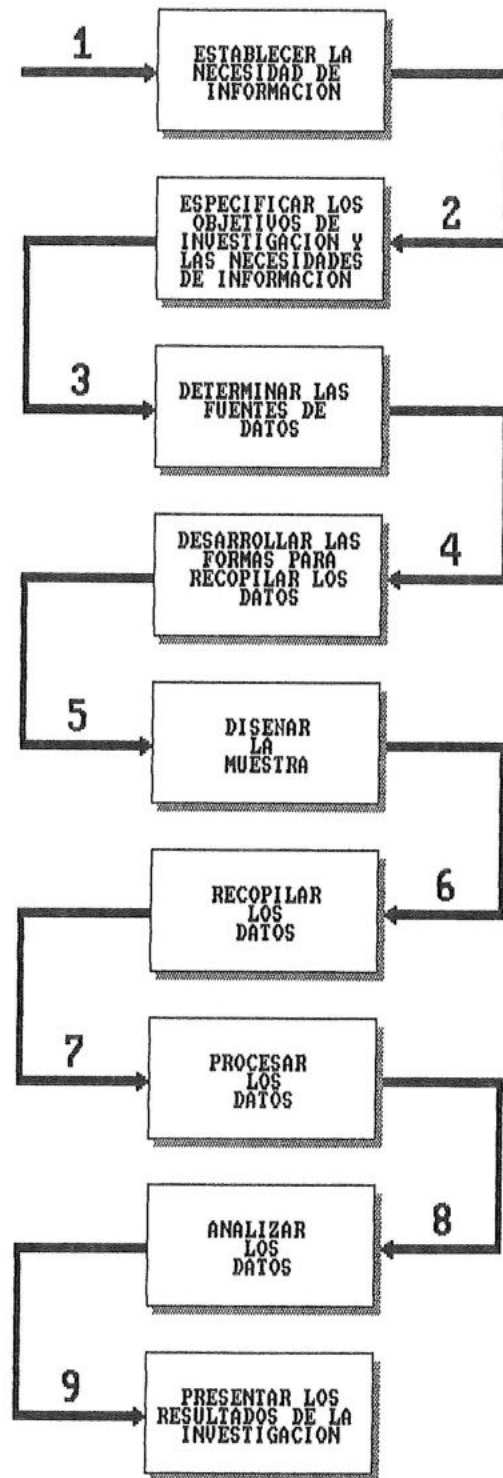 1
ESTABLECER LA
NECESIDAD DE
INFORMACION
2
ESPECIFICAR LOS
OBJETIVOS DE
INVESTIGACION Y
LAS NECESIDADES
DE INFORMACION
3
DETERMINAR LAS
FUENTES DE
DATOS
4
DESARROLLAR LAS
FORMAS PARA
RECOPILAR LOS
DATOS
5
DISENAR
LA
MUESTRA
6
RECOPILAR
LOS
DATOS
7
PROCESAR
LOS
DATOS
8
ANALIZAR
LOS
DATOS
9
PRESENTAR LOS
RESULTADOS DE LA
INVESTIGACION